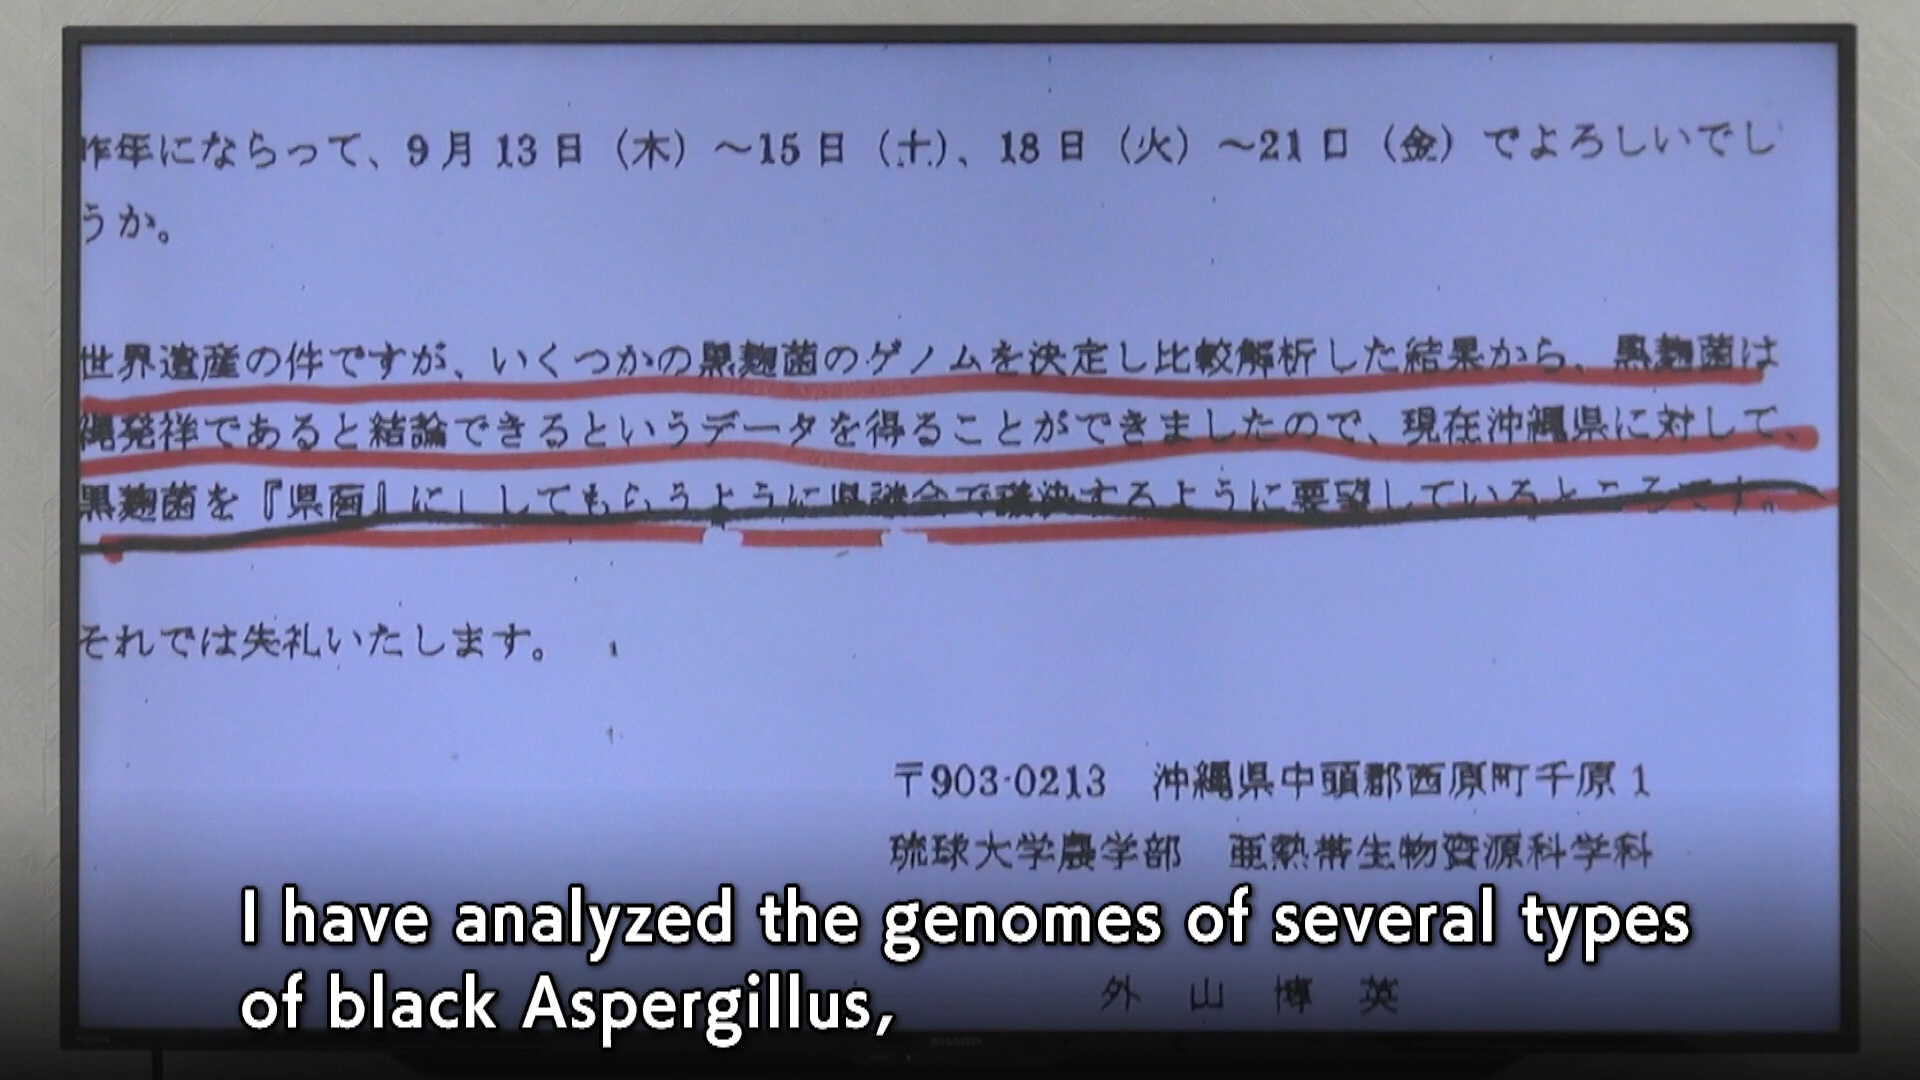 昨年にならって、9月13日（木）～15日（土）、18日（火）～21日（金）でよろしいでし
うか。
世界遺産の件ですが、いくつかの黒麹菌のゲノムを決定し比較解析した結果から、黒麹菌は
縄発祥であると結論できるというデータを得ることができましたので、現在沖縄県に対して、
黒麹菌を『県菌』に」してもらうように県議会で議決するように要望しているところです。
それでは失礼いたします。
〒903-0213　沖縄県中頭郡西原町千原1
琉球大学農学部　亜熱帯生物資源科学科
I have analyzed the genomes of several types
of black Aspergillus,
外　山　博　英
SHARP